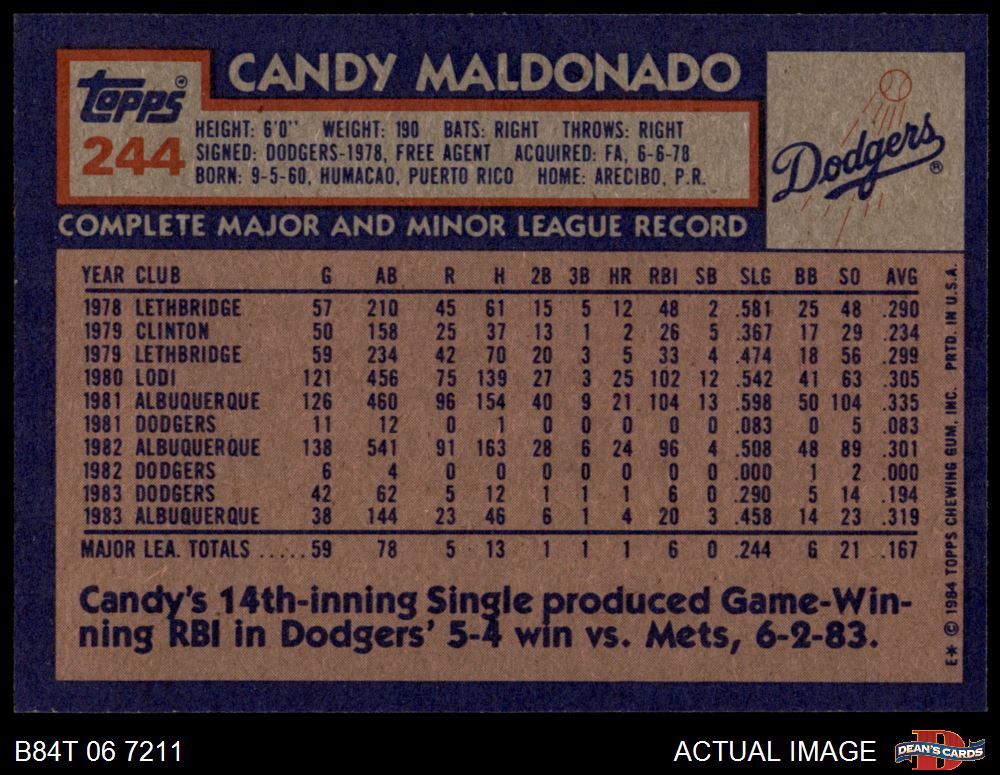 CANDY MALDONADO
Topps®
244
HEIGHT: 6'0" WEIGHT: 190 BATS: RIGHT THROWS: RIGHT
SIGNED: DODGERS-1978, FREE AGENT ACQUIRED: FA, 6-6-78
BORN: 9-5-60, HUMACAO, PUERTO RICO HOME: ARECIBO, P.R.
Dodgers®
COMPLETE MAJOR AND MINOR LEAGUE RECORD
YEAR CLUB G AB R H 2B 3B HR RBI SB SLG BB SO AVG
1978 LETHBRIDGE 57 210 45 61 15 5 12 48 2 .581 25 48 .290
1979 CLINTON 50 158 25 37 13 1 2 26 5 .367 17 29 .234
1979 LETHBRIDGE 59 234 42 70 20 3 5 33 4 .474 18 56 .299
1980 LODI 121 456 75 139 27 3 25 102 12 .542 41 63 .305
1981 ALBUQUERQUE 126 460 96 154 40 9 21 104 13 .598 50 104 .335
1981 DODGERS 11 12 0 1 0 0 0 0 0 .083 0 5 .083
1982 ALBUQUERQUE 138 541 91 163 28 6 24 96 4 .508 48 89 .301
1982 DODGERS 6 4 0 0 0 0 0 0 0 .000 1 2 .000
1983 DODGERS 42 62 5 12 1 1 1 6 0 .290 5 14 .194
1983 ALBUQUERQUE 38 144 23 46 6 1 4 20 3 .458 14 23 .319
MAJOR LEA. TOTALS .....59 78 5 13 1 1 1 6 0 .244 6 21 .167
Candy's 14th-inning Single produced Game-Win-
ning RBI in Dodgers' 5-4 win vs. Mets, 6-2-83.
E* © 1984 TOPPS CHEWING GUM, INC. PRTD. IN U.S.A.
B84T 06 7211
ACTUAL IMAGE
DEAN'S CARDS